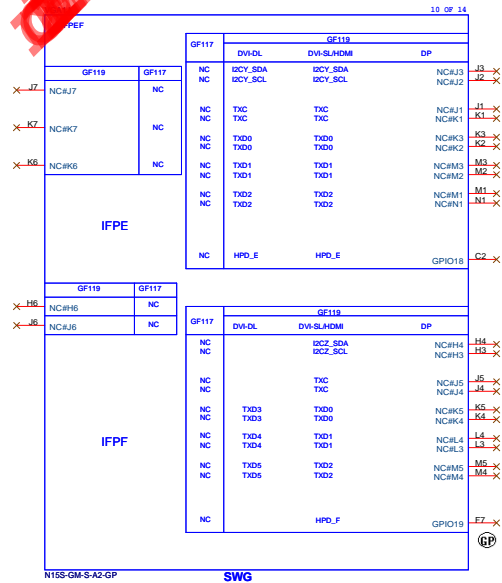 10 OF 14
GF117 GF119
DVI-DL DVI-SL/HDMI DP
GF119 GF117
NC I2CY_SDA I2CY_SDA NC#J3 J3
NC I2CY_SCL I2CY_SCL NC#J2 J2
J7 NC#J7 NC
NC TXC TXC NC#J1 J1
NC TXC TXC NC#K1 K1
K7 NC#K7 NC
NC TXD0 TXD0 NC#K3 K3
NC TXD0 TXD0 NC#K2 K2
K6 NC#K6 NC
NC TXD1 TXD1 NC#M3 M3
NC TXD1 TXD1 NC#M2 M2
NC TXD2 TXD2 NC#M1 M1
NC TXD2 TXD2 NC#N1 N1
IFPE
NC HPD_E HPD_E GPIO18 C2
GF119 GF117
H6 NC#H6 NC
J6 NC#J6 NC
GF117 GF119
DVI-DL DVI-SL/HDMI DP
NC I2CZ_SDA NC#H4 H4
NC I2CZ_SCL NC#H3 H3
NC TXC NC#J5 J5
NC TXC NC#J4 J4
NC TXD3 TXD0 NC#K5 K5
NC TXD3 TXD0 NC#K4 K4
IFPF
NC TXD4 TXD1 NC#L4 L4
NC TXD4 TXD1 NC#L3 L3
NC TXD5 TXD2 NC#M5 M5
NC TXD5 TXD2 NC#M4 M4
NC HPD_F GPIO19 F7
GP
N15S-GM-S-A2-GP
SWG